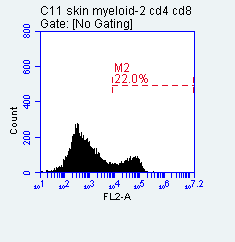 C11 skin myeloid-2 cd4 cd8
Gate: [No Gating]
800
M2
22.0%
600
400
200
0
Count
10^1 10^2 10^3 10^4 10^5 10^7.2
FL2-A